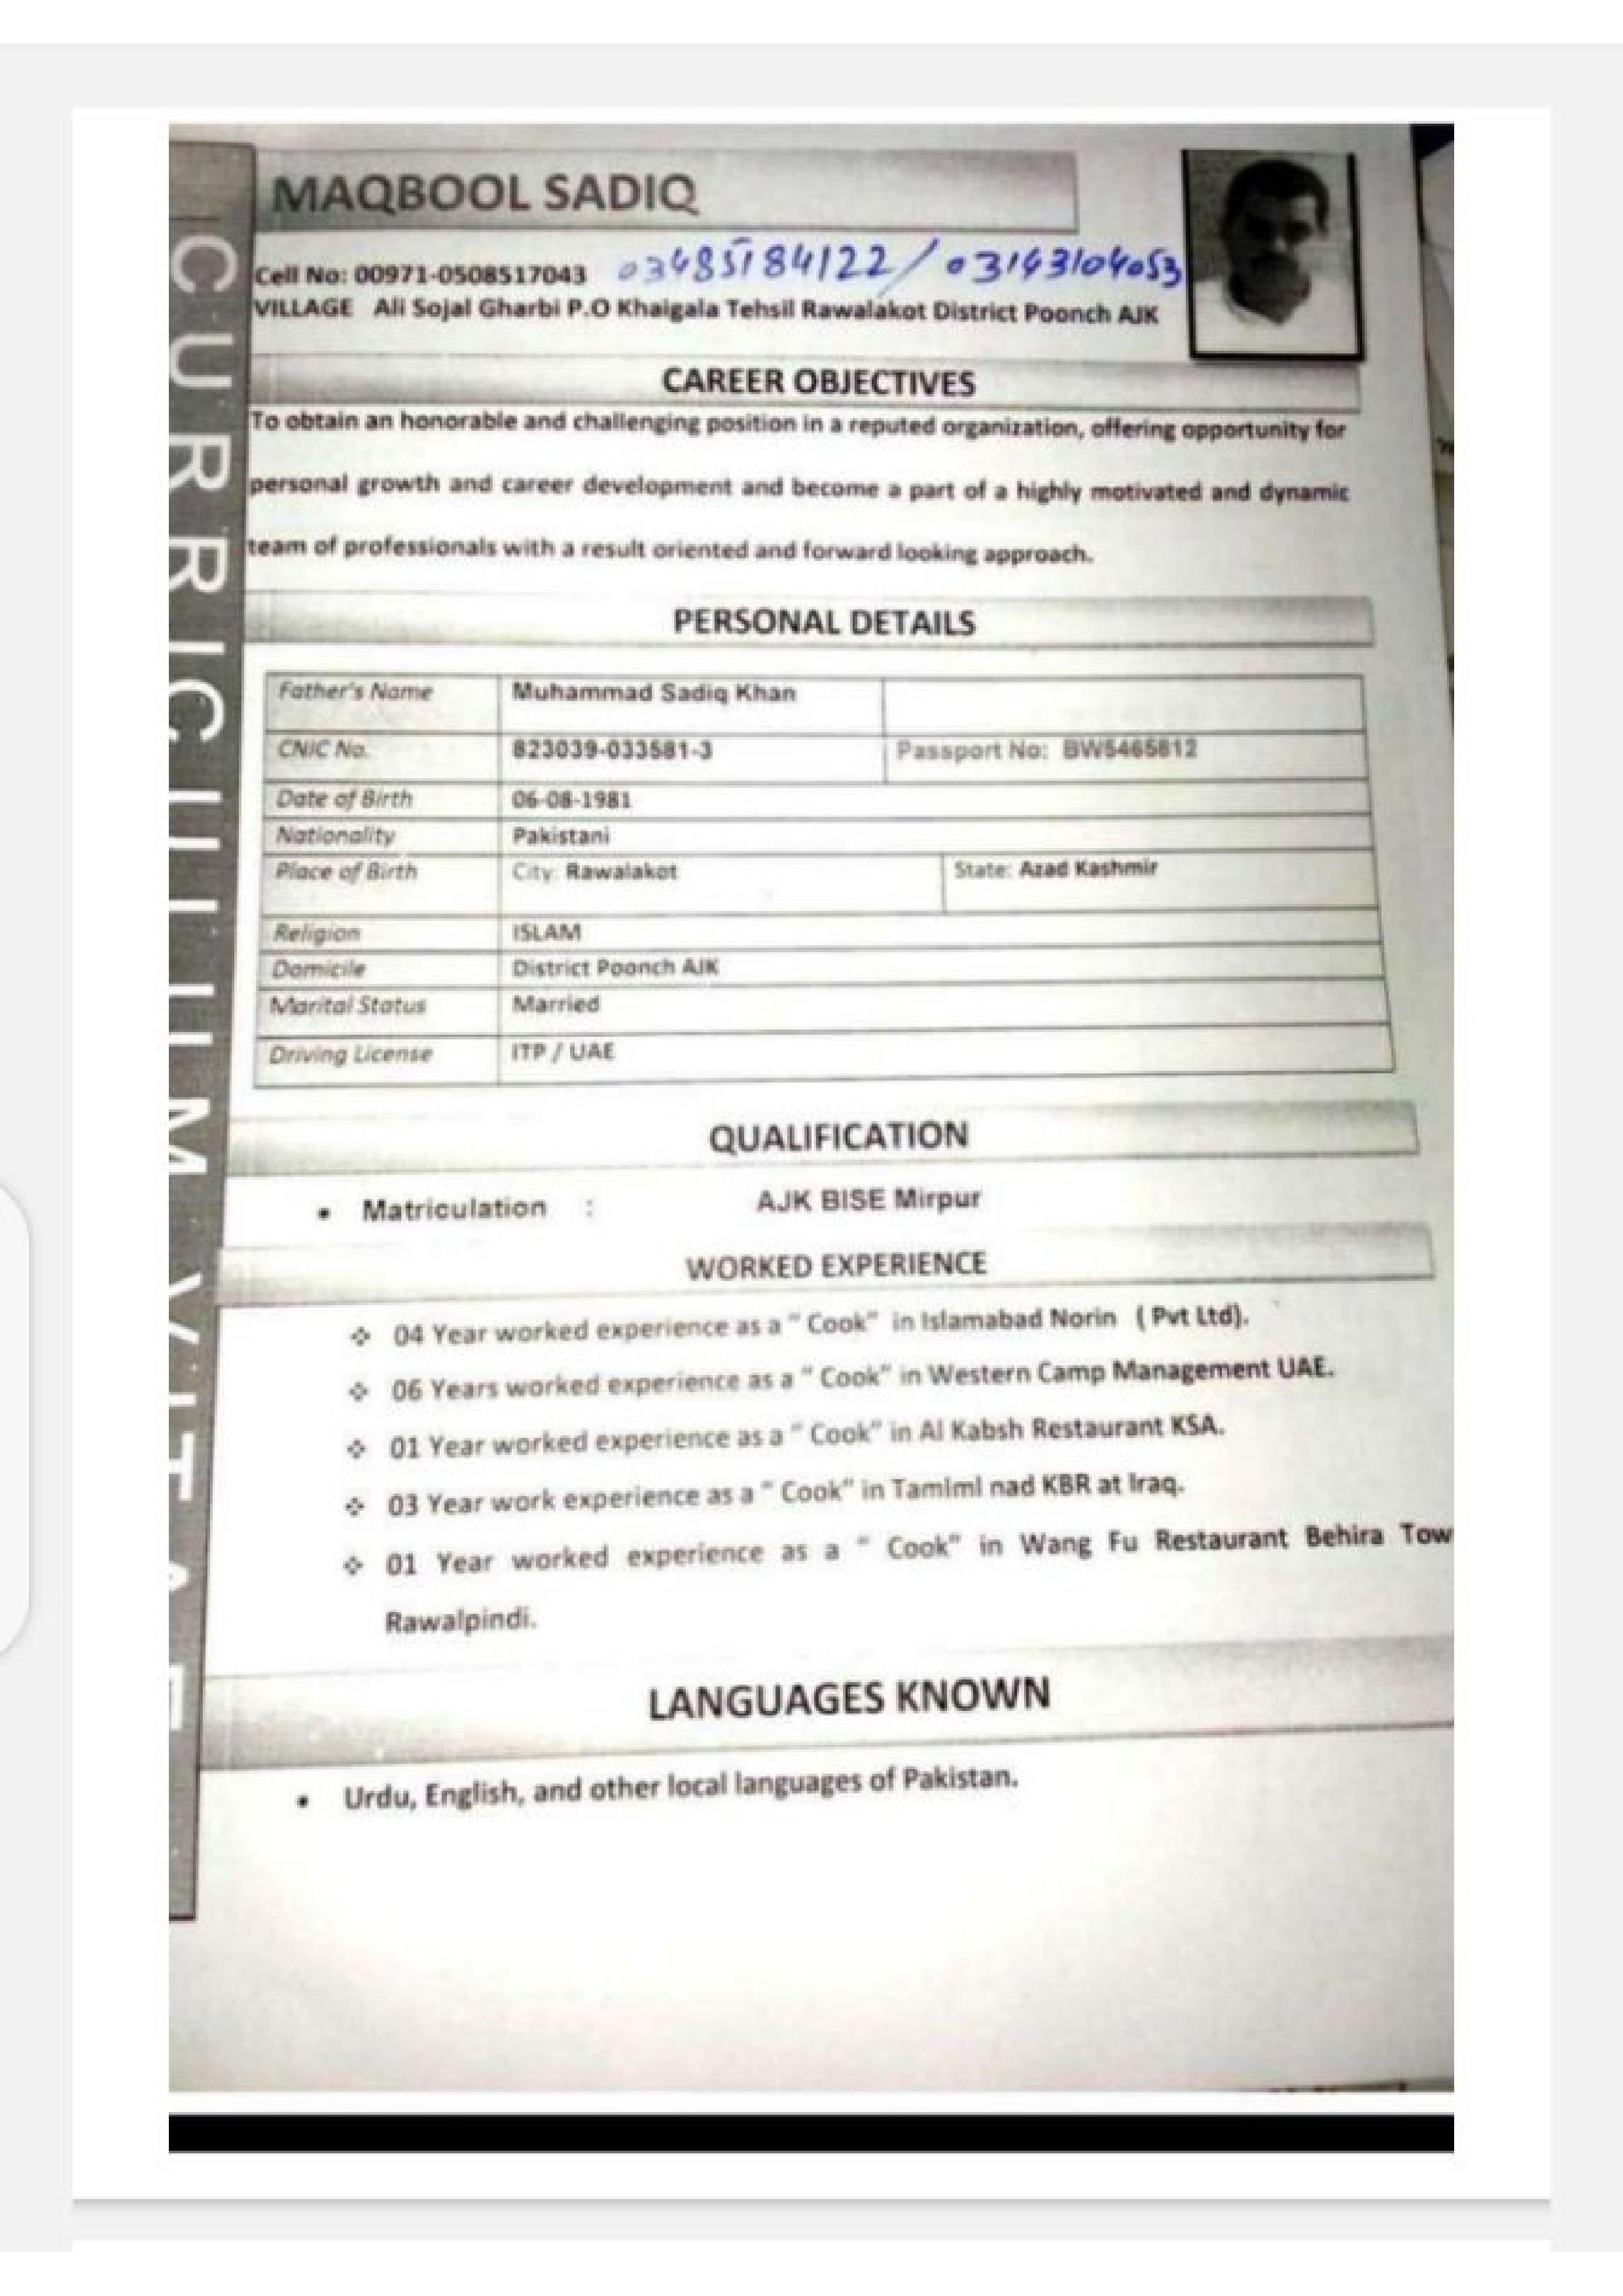 CURRICULUM VITAE
MAQBOOL SADIQ
Cell No: 00971-0508517043 03485184122/03143104053
VILLAGE Ali Sojal Gharbi P.O Khaigala Tehsil Rawalakot District Poonch AJK
CAREER OBJECTIVES
To obtain an honorable and challenging position in a reputed organization, offering opportunity for
personal growth and career development and become a part of a highly motivated and dynamic
team of professionals with a result oriented and forward looking approach.
PERSONAL DETAILS
Father's Name Muhammad Sadiq Khan
CNIC No. 823039-033581-3 Passport No: BW5465812
Date of Birth 06-08-1981
Nationality Pakistani
Place of Birth City: Rawalakot State: Azad Kashmir
Religion ISLAM
Domicile District Poonch AJK
Marital Status Married
Driving License ITP / UAE
QUALIFICATION
• Matriculation : AJK BISE Mirpur
WORKED EXPERIENCE
❖ 04 Year worked experience as a " Cook" in Islamabad Norin ( Pvt Ltd).
❖ 06 Years worked experience as a " Cook" in Western Camp Management UAE.
❖ 01 Year worked experience as a " Cook" in Al Kabsh Restaurant KSA.
❖ 03 Year work experience as a " Cook" in TamImI nad KBR at Iraq.
❖ 01 Year worked experience as a " Cook" in Wang Fu Restaurant Behira Tow
Rawalpindi.
LANGUAGES KNOWN
• Urdu, English, and other local languages of Pakistan.